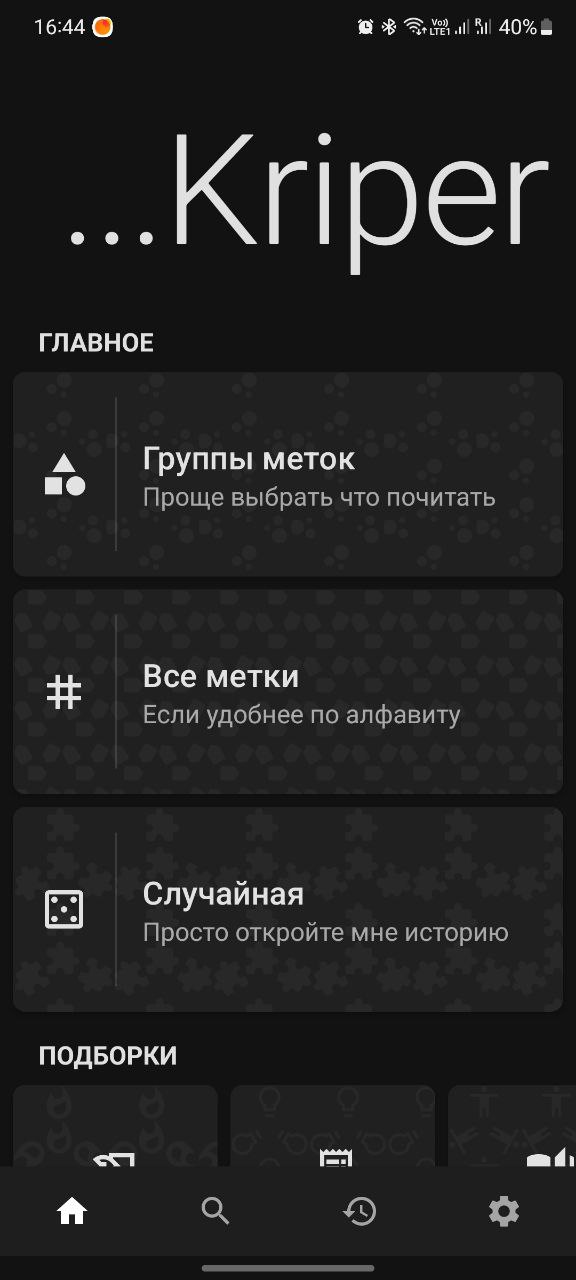 16:44 Vo)) LTE1 R 40%
...Kriper
ГЛАВНОЕ
Группы меток
Проще выбрать что почитать
Все метки
Если удобнее по алфавиту
Случайная
Просто откройте мне историю
ПОДБОРКИ